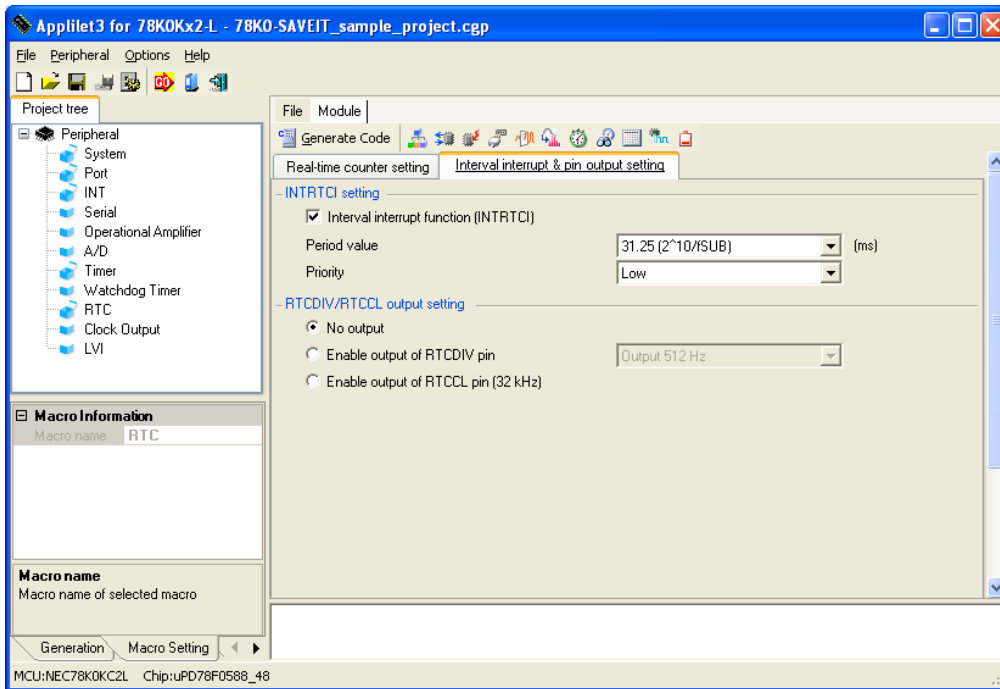 Applilet3 for 78K0Kx2-L - 78K0-SAVEIT_sample_project.cgp
File Peripheral Options Help
GO
Project tree
Peripheral
System
Port
INT
Serial
Operational Amplifier
A/D
Timer
Watchdog Timer
RTC
Clock Output
LVI
Macro Information
Macro name RTC
Macro name
Macro name of selected macro
Generation Macro Setting
File Module
Generate Code
Real-time counter setting Interval interrupt & pin output setting
INTRTCI setting
Interval interrupt function (INTRTCI)
Period value 31.25 (2^10/fSUB) (ms)
Priority Low
RTCDIV/RTCCL output setting
No output
Enable output of RTCDIV pin Output 512 Hz
Enable output of RTCCL pin (32 kHz)
MCU:NEC78K0KC2L Chip:uPD78F0588_48